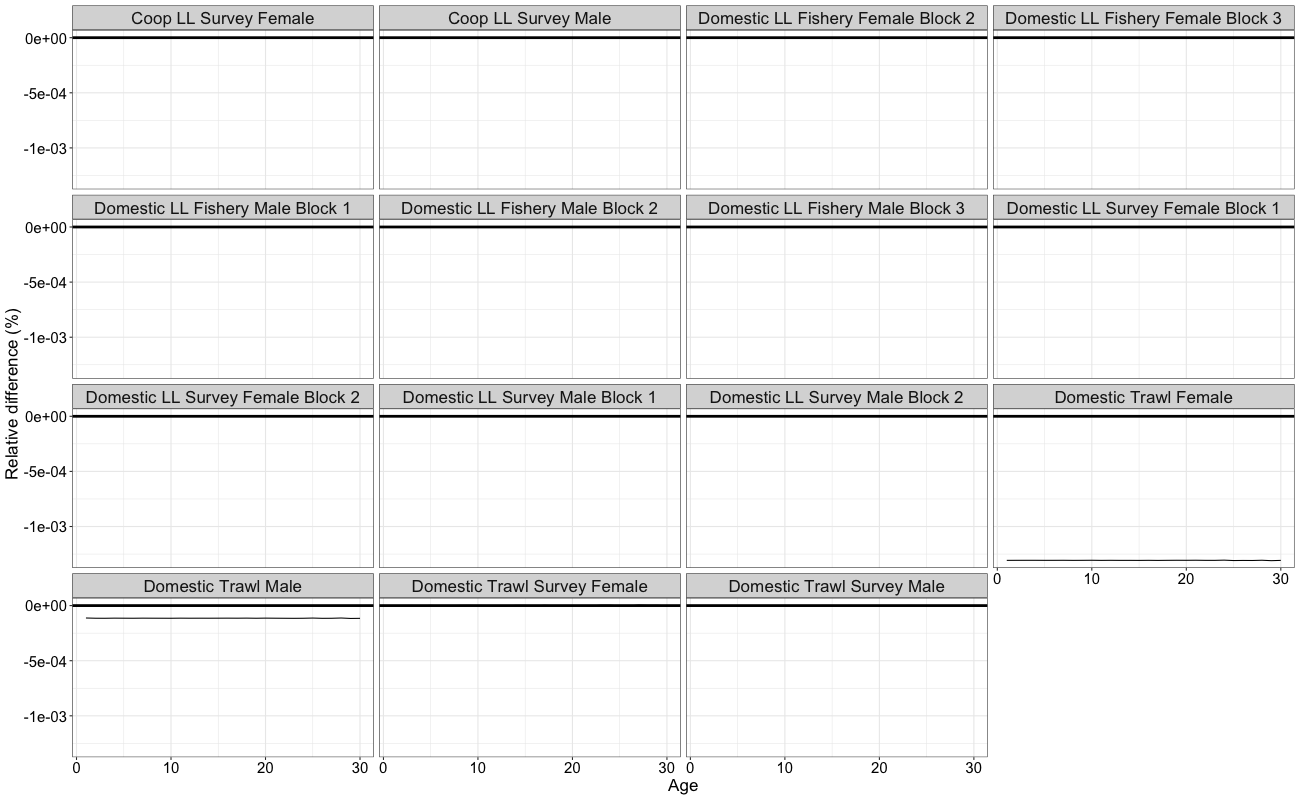 Coop LL Survey Female
Coop LL Survey Male
Domestic LL Fishery Female Block 2
Domestic LL Fishery Female Block 3
0e+00
-5e-04
-1e-03
Domestic LL Fishery Male Block 1
Domestic LL Fishery Male Block 2
Domestic LL Fishery Male Block 3
Domestic LL Survey Female Block 1
0e+00
-5e-04
-1e-03
Relative difference (%)
Domestic LL Survey Female Block 2
Domestic LL Survey Male Block 1
Domestic LL Survey Male Block 2
Domestic Trawl Female
0e+00
-5e-04
-1e-03
0 10 20 30
Domestic Trawl Male
Domestic Trawl Survey Female
Domestic Trawl Survey Male
0e+00
-5e-04
-1e-03
0 10 20 30 0 10 20 30 0 10 20 30
Age